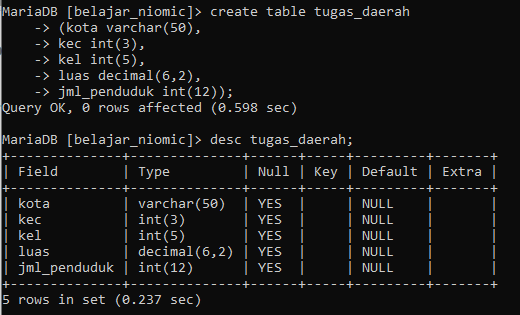 MariaDB [belajar_niomic]> create table tugas_daerah
    -> (kota varchar(50),
    -> kec int(3),
    -> kel int(5),
    -> luas decimal(6,2),
    -> jml_penduduk int(12));
Query OK, 0 rows affected (0.598 sec)

MariaDB [belajar_niomic]> desc tugas_daerah;
+--------------+--------------+------+-----+---------+-------+
| Field        | Type         | Null | Key | Default | Extra |
+--------------+--------------+------+-----+---------+-------+
| kota         | varchar(50)  | YES  |     | NULL    |       |
| kec          | int(3)       | YES  |     | NULL    |       |
| kel          | int(5)       | YES  |     | NULL    |       |
| luas         | decimal(6,2) | YES  |     | NULL    |       |
| jml_penduduk | int(12)      | YES  |     | NULL    |       |
+--------------+--------------+------+-----+---------+-------+
5 rows in set (0.237 sec)